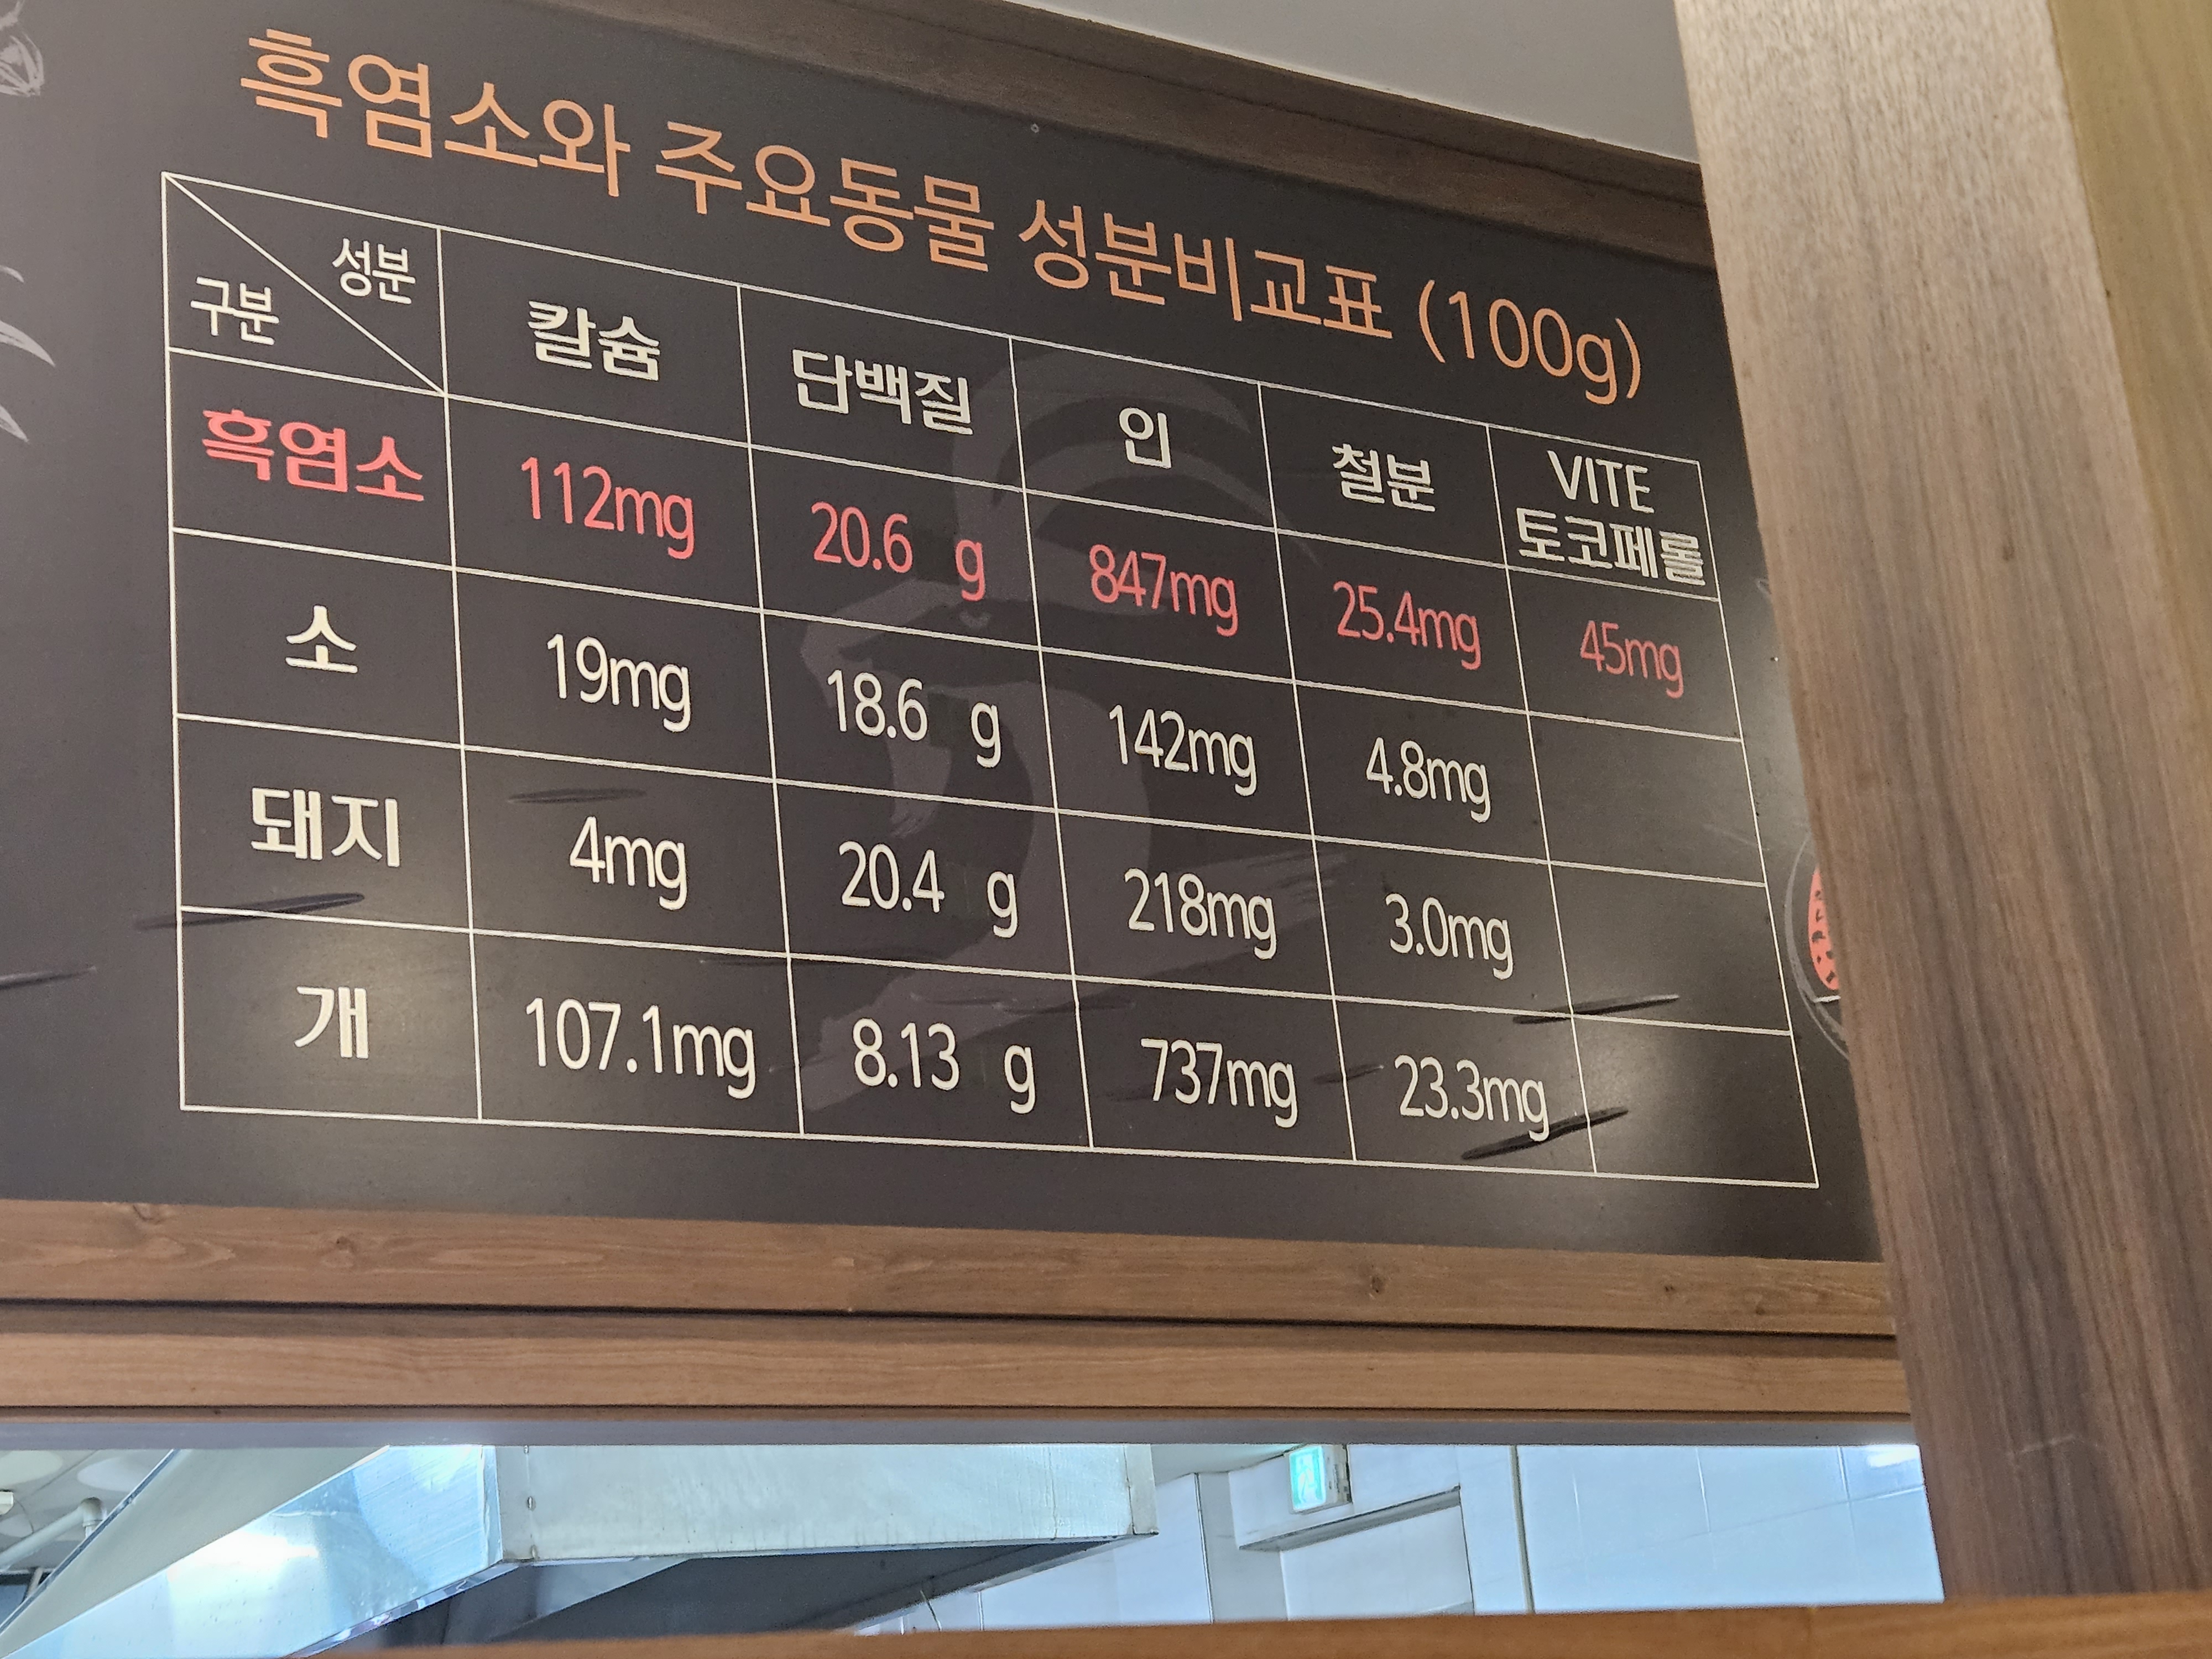 흑염소와 주요동물 성분비교표 (100g)
구분 성분 칼슘 단백질 인 철분 VITE
토코페롤
흑염소 112mg 20.6 g 847mg 25.4mg 45mg
소 19mg 18.6 g 142mg 4.8mg
돼지 4mg 20.4 g 218mg 3.0mg
개 107.1mg 8.13 g 737mg 23.3mg